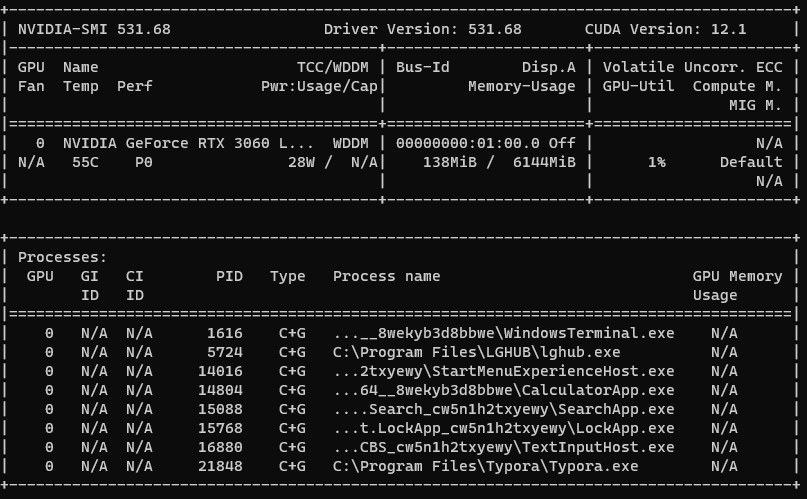 +---------------------------------------------------------------------------------------+
| NVIDIA-SMI 531.68                 Driver Version: 531.68       CUDA Version: 12.1     |
|-----------------------------------------+----------------------+----------------------+
| GPU  Name                      TCC/WDDM | Bus-Id        Disp.A | Volatile Uncorr. ECC |
| Fan  Temp  Perf            Pwr:Usage/Cap|         Memory-Usage | GPU-Util  Compute M. |
|                                         |                      |               MIG M. |
|=========================================+======================+======================|
|   0  NVIDIA GeForce RTX 3060 L...  WDDM | 00000000:01:00.0 Off |                  N/A |
| N/A   55C    P0               28W /  N/A|    138MiB /  6144MiB |      1%      Default |
|                                         |                      |                  N/A |
+-----------------------------------------+----------------------+----------------------+
+---------------------------------------------------------------------------------------+
| Processes:                                                                            |
|  GPU   GI   CI        PID   Type   Process name                            GPU Memory |
|        ID   ID                                                             Usage      |
|=======================================================================================|
|    0   N/A  N/A      1616    C+G   ...__8wekyb3d8bbwe\WindowsTerminal.exe    N/A      |
|    0   N/A  N/A      5724    C+G   C:\Program Files\LGHUB\lghub.exe          N/A      |
|    0   N/A  N/A     14016    C+G   ...2txyewy\StartMenuExperienceHost.exe    N/A      |
|    0   N/A  N/A     14804    C+G   ...64__8wekyb3d8bbwe\CalculatorApp.exe    N/A      |
|    0   N/A  N/A     15088    C+G   ....Search_cw5n1h2txyewy\SearchApp.exe    N/A      |
|    0   N/A  N/A     15768    C+G   ...t.LockApp_cw5n1h2txyewy\LockApp.exe    N/A      |
|    0   N/A  N/A     16880    C+G   ...CBS_cw5n1h2txyewy\TextInputHost.exe    N/A      |
|    0   N/A  N/A     21848    C+G   C:\Program Files\Typora\Typora.exe        N/A      |
+---------------------------------------------------------------------------------------+